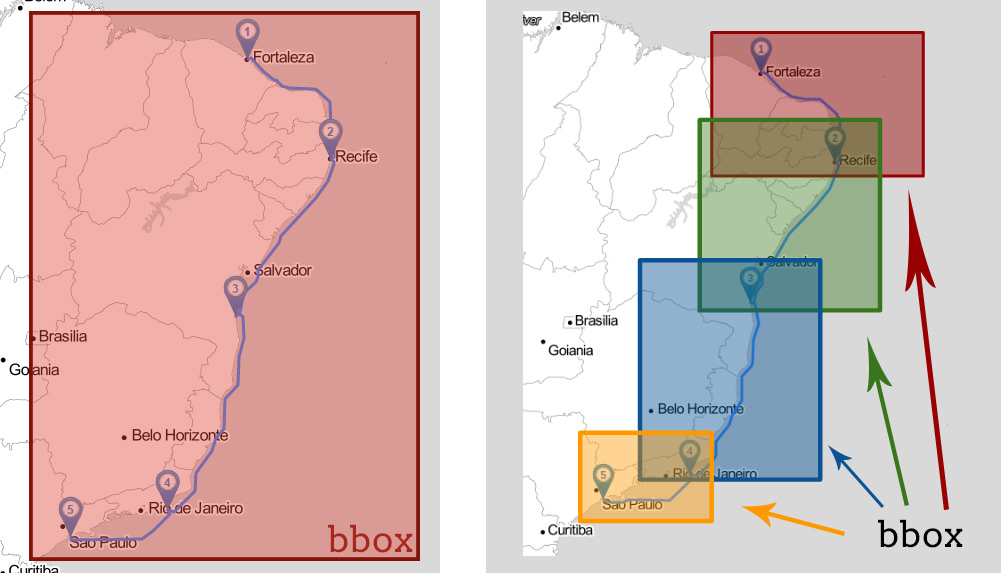 Belem
1
Fortaleza
2
Recife
Salvador
3
Brasilia
Goiania
Belo Horizonte
4
Rio de Janeiro
5
Sao Paulo
bbox
Curitiba
iver
Belem
1
Fortaleza
2
Recife
Salvador
3
Brasilia
Goiania
Belo Horizonte
4
Rio de Janeiro
5
Sao Paulo
Curitiba
bbox